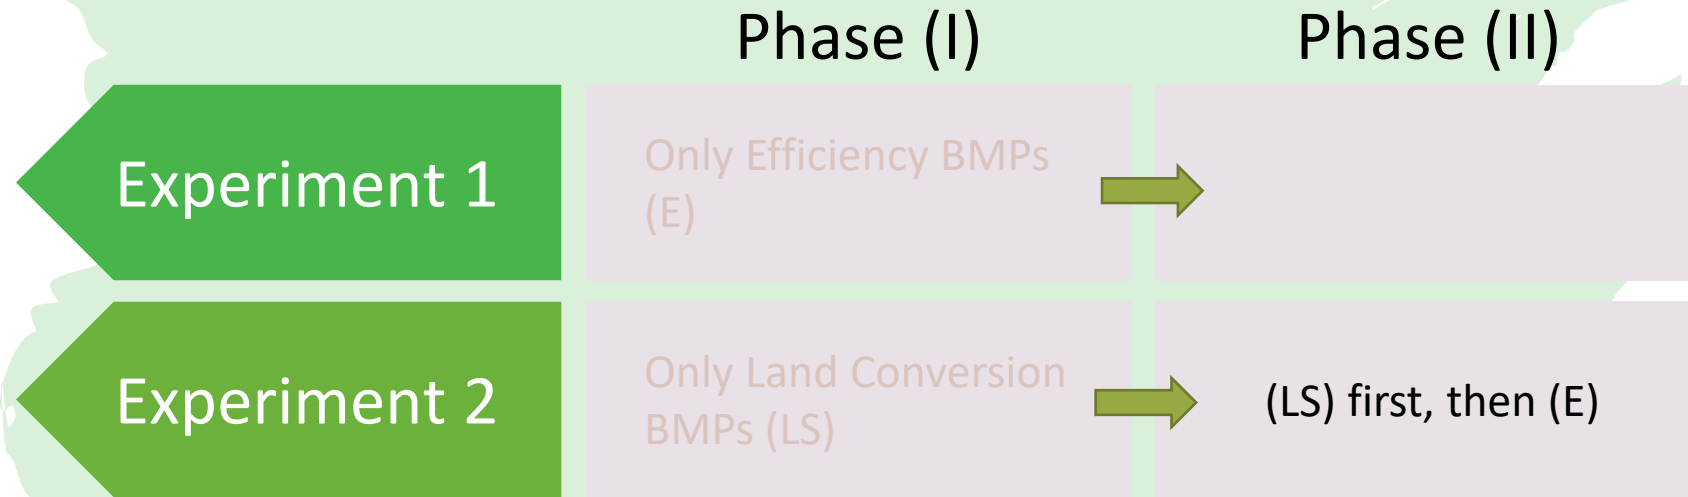 Phase (I)
Phase (II)
Experiment 1
Only Efficiency BMPs
(E)
Experiment 2
Only Land Conversion
BMPs (LS)
(LS) first, then (E)